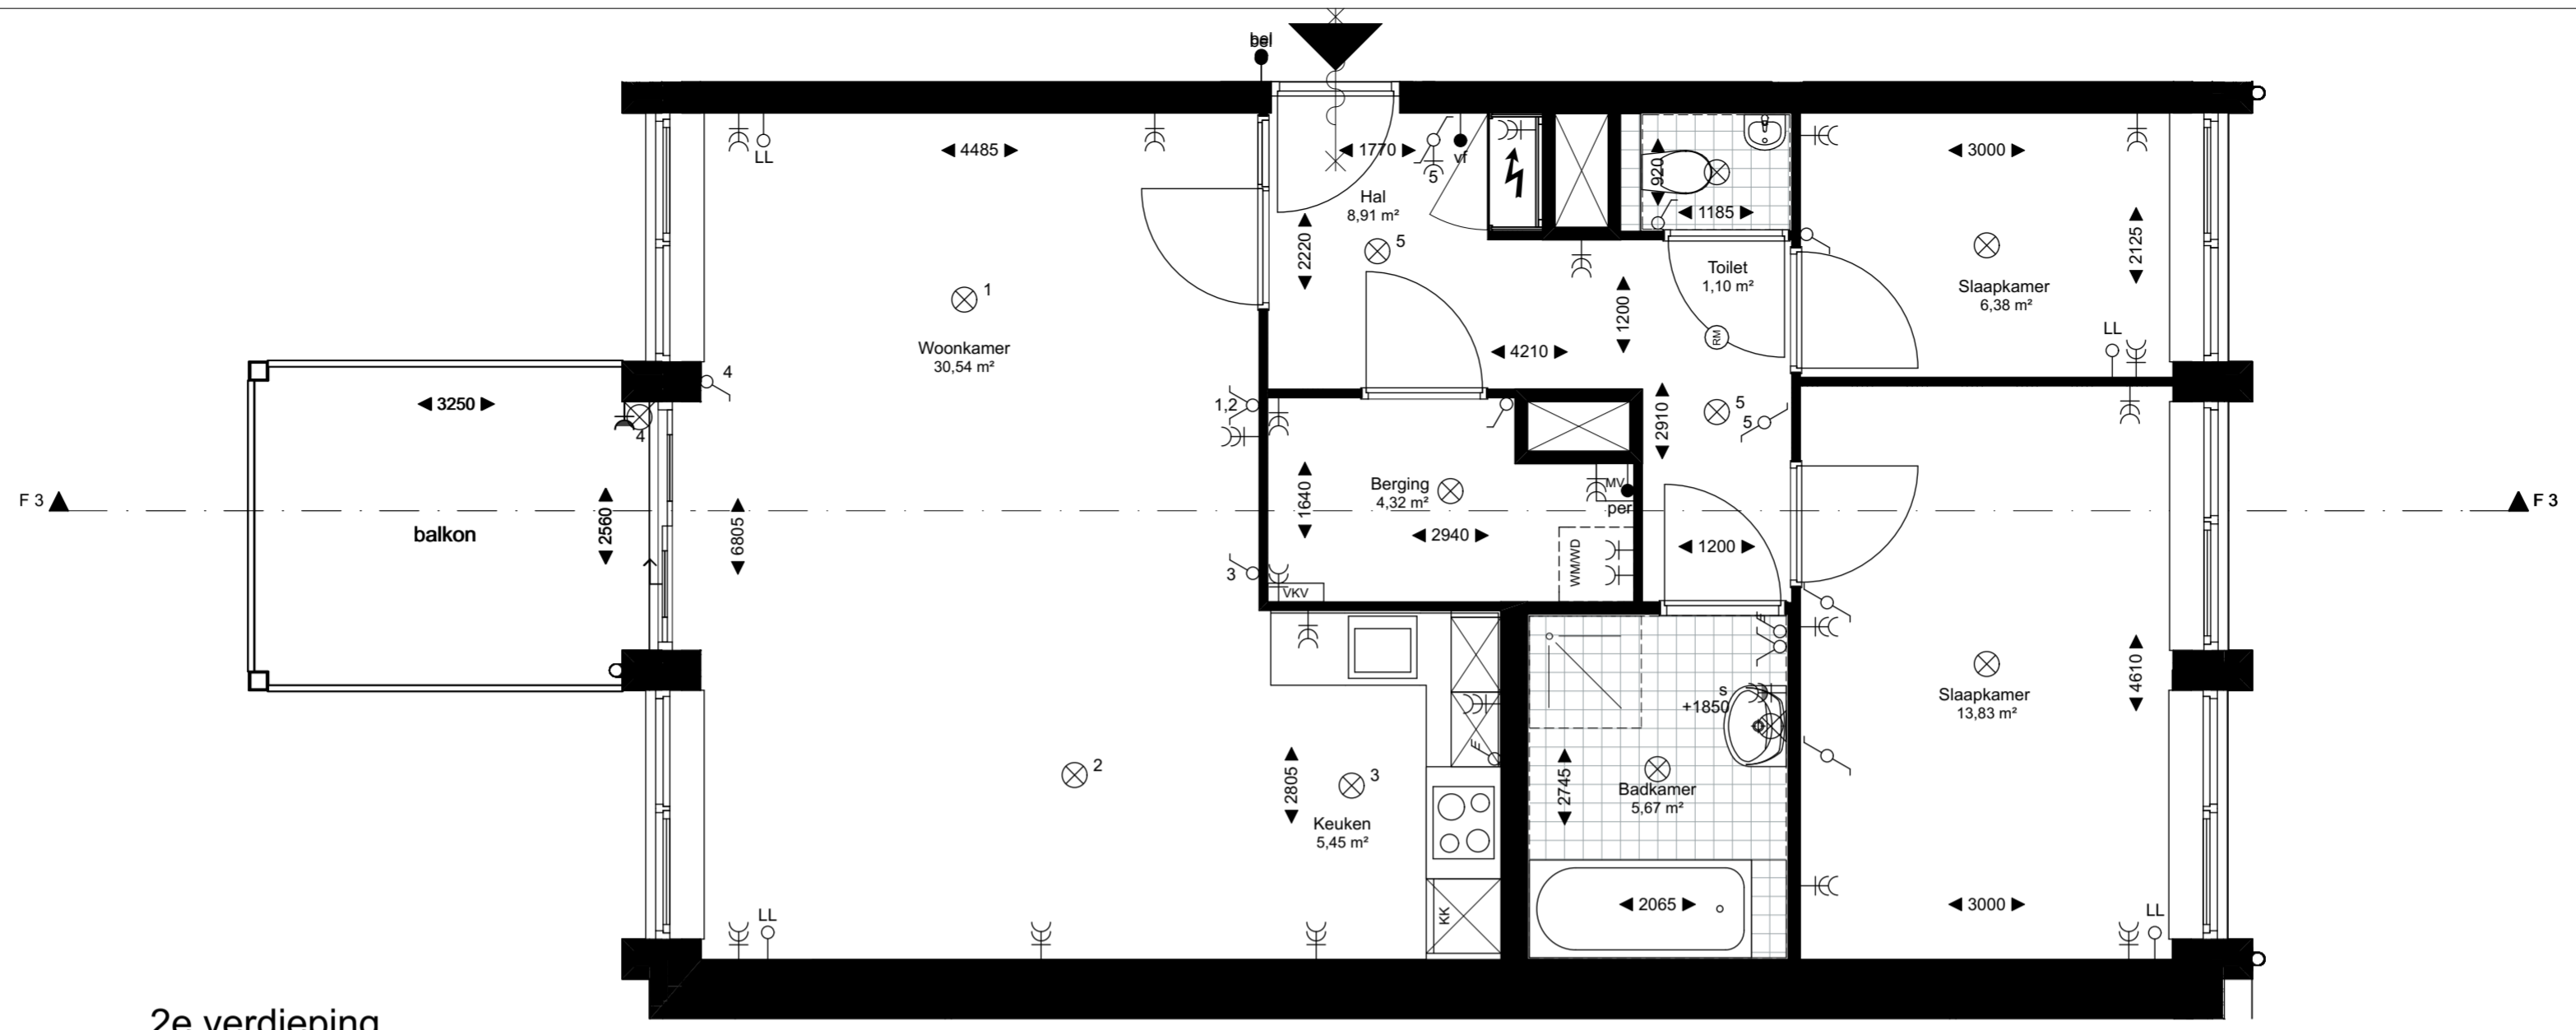 bel
4485
LL
1770
vf
5
Hal
8,91 m²
5
2220
920
1185
3000
2125
Toilet
1,10 m²
Slaapkamer
6,38 m²
1
Woonkamer
30,54 m²
1200
RM
4210
LL
4
3250
4
1,2
2910
5
5
F 3
2560
balkon
6805
1640
Berging
4,32 m²
MV
per
2940
WM/WD
1200
F 3
3
VKV
s
+1850
Slaapkamer
13,83 m²
4610
2
2805
3
Keuken
5,45 m²
2745
Badkamer
5,67 m²
LL
KK
2065
3000
LL
2e verdieping